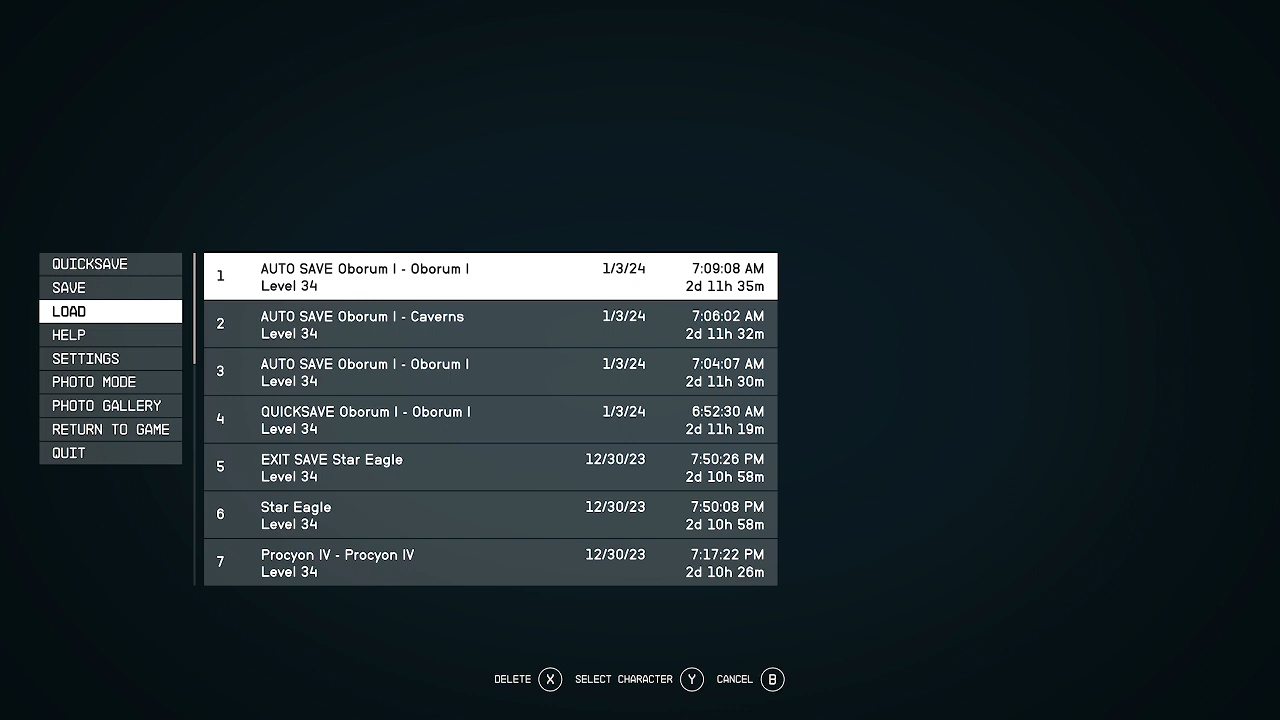 QUICKSAVE
SAVE
LOAD
HELP
SETTINGS
PHOTO MODE
PHOTO GALLERY
RETURN TO GAME
QUIT
1 AUTO SAVE Oborum I - Oborum I 1/3/24 7:09:08 AM
Level 34 2d 11h 35m
2 AUTO SAVE Oborum I - Caverns 1/3/24 7:06:02 AM
Level 34 2d 11h 32m
3 AUTO SAVE Oborum I - Oborum I 1/3/24 7:04:07 AM
Level 34 2d 11h 30m
4 QUICKSAVE Oborum I - Oborum I 1/3/24 6:52:30 AM
Level 34 2d 11h 19m
5 EXIT SAVE Star Eagle 12/30/23 7:50:26 PM
Level 34 2d 10h 58m
6 Star Eagle 12/30/23 7:50:08 PM
Level 34 2d 10h 58m
7 Procyon IV - Procyon IV 12/30/23 7:17:22 PM
Level 34 2d 10h 26m
DELETE X SELECT CHARACTER Y CANCEL B